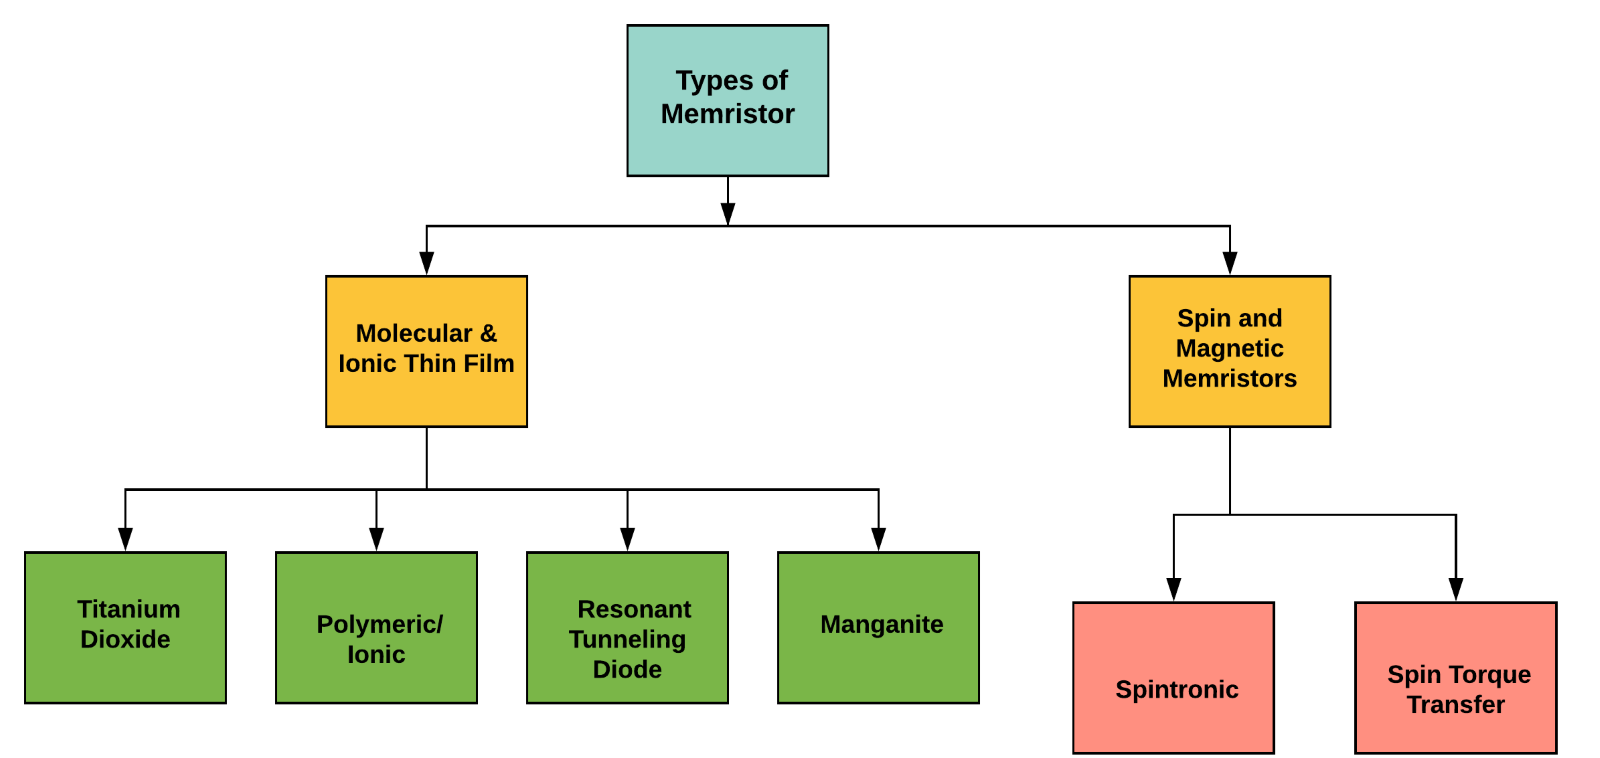 Types of
Memristor
Molecular &
Ionic Thin Film
Spin and
Magnetic
Memristors
Titanium
Dioxide
Polymeric/
Ionic
Resonant
Tunneling
Diode
Manganite
Spintronic
Spin Torque
Transfer